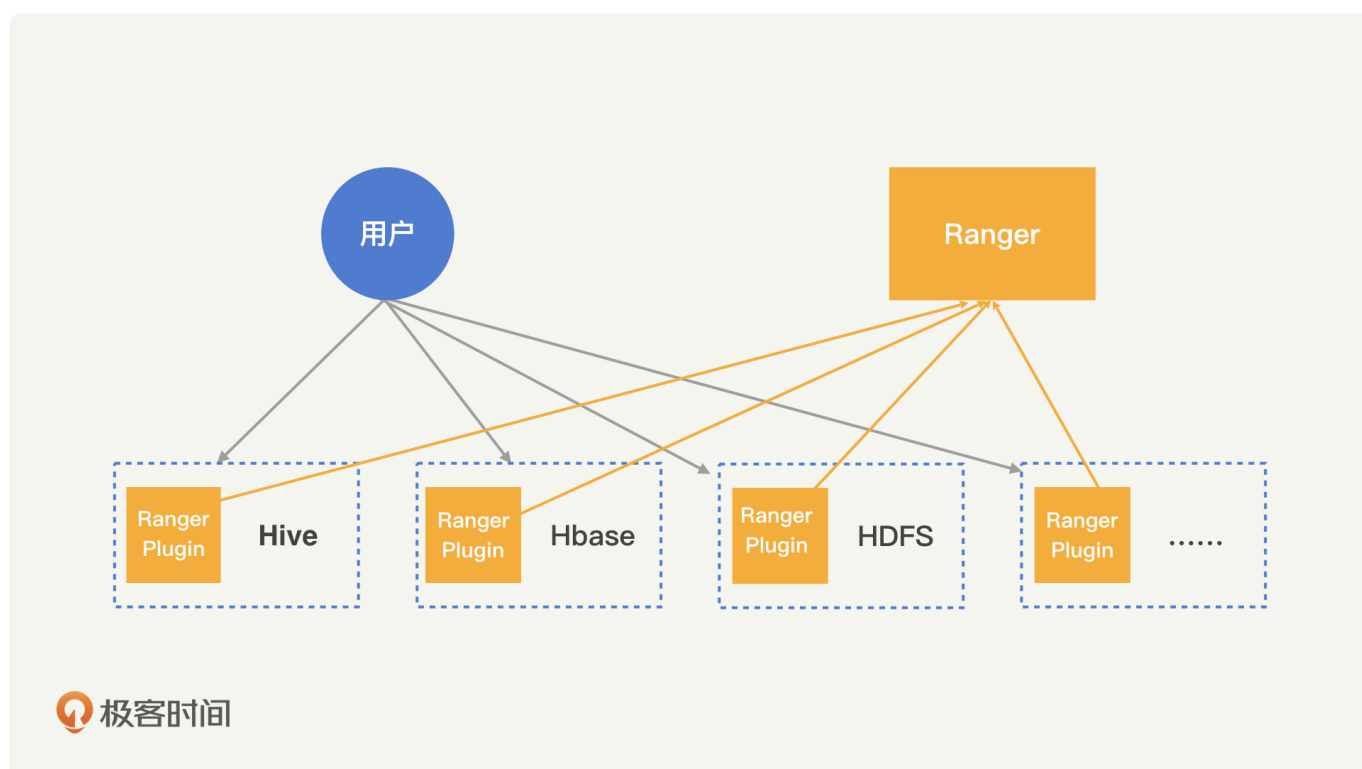 用户
Ranger
Ranger
Plugin
Hive
Ranger
Plugin
Hbase
Ranger
Plugin
HDFS
Ranger
Plugin
......
极客时间